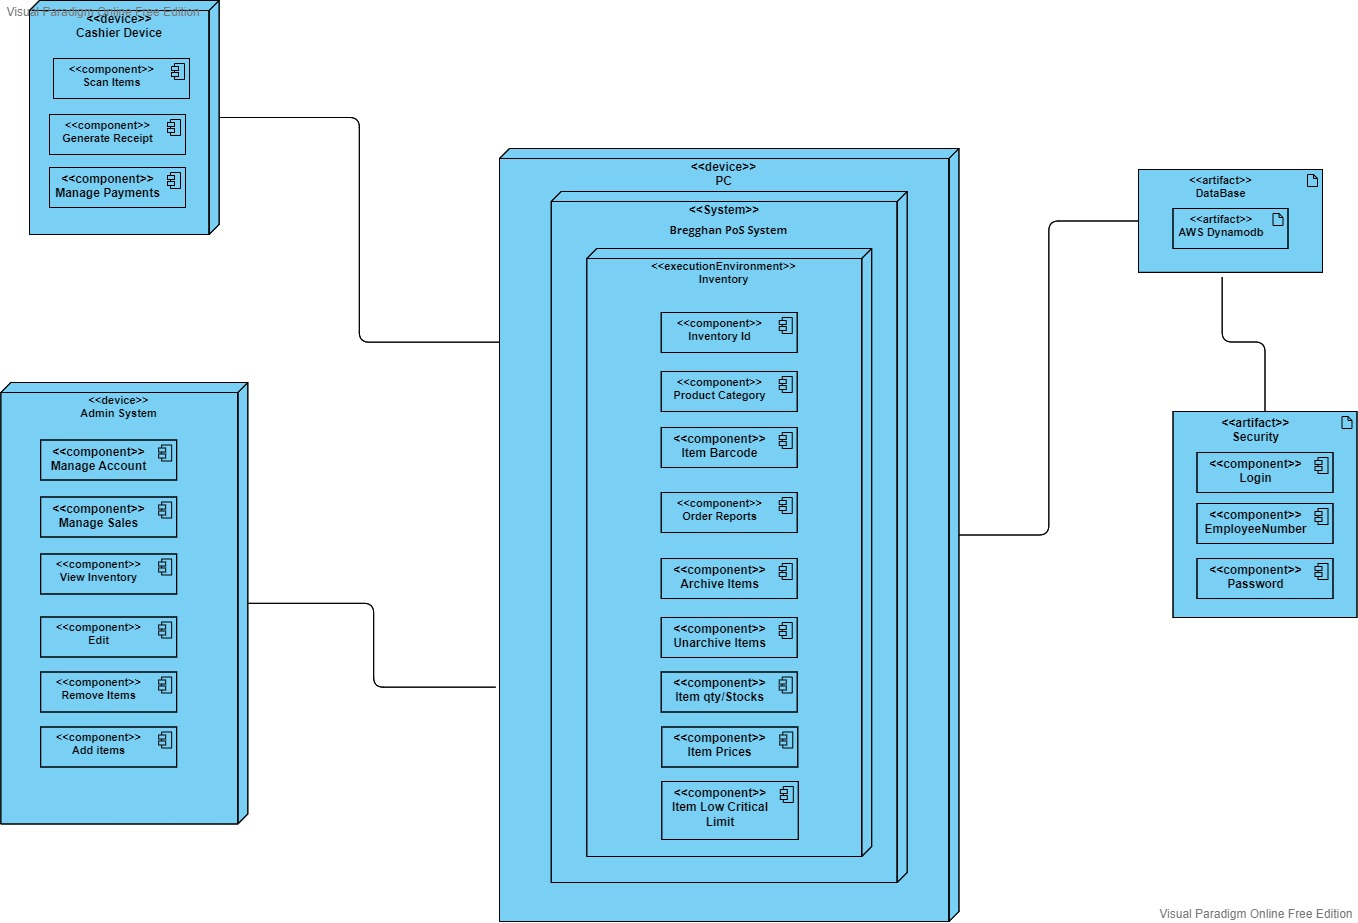 Visual Paradigm Online Free Edition
<<device>>
Cashier Device
<<component>>
Scan Items
<<component>>
Generate Receipt
<<component>>
Manage Payments
<<device>>
Admin System
<<component>>
Manage Account
<<component>>
Manage Sales
<<component>>
View Inventory
<<component>>
Edit
<<component>>
Remove Items
<<component>>
Add items
<<device>>
PC
<<System>>
Bregghan PoS System
<<executionEnvironment>>
Inventory
<<component>>
Inventory Id
<<component>>
Product Category
<<component>>
Item Barcode
<<component>>
Order Reports
<<component>>
Archive Items
<<component>>
Unarchive Items
<<component>>
Item qty/Stocks
<<component>>
Item Prices
<<component>>
Item Low Critical
Limit
<<artifact>>
DataBase
<<artifact>>
AWS Dynamodb
<<artifact>>
Security
<<component>>
Login
<<component>>
EmployeeNumber
<<component>>
Password
Visual Paradigm Online Free Edition